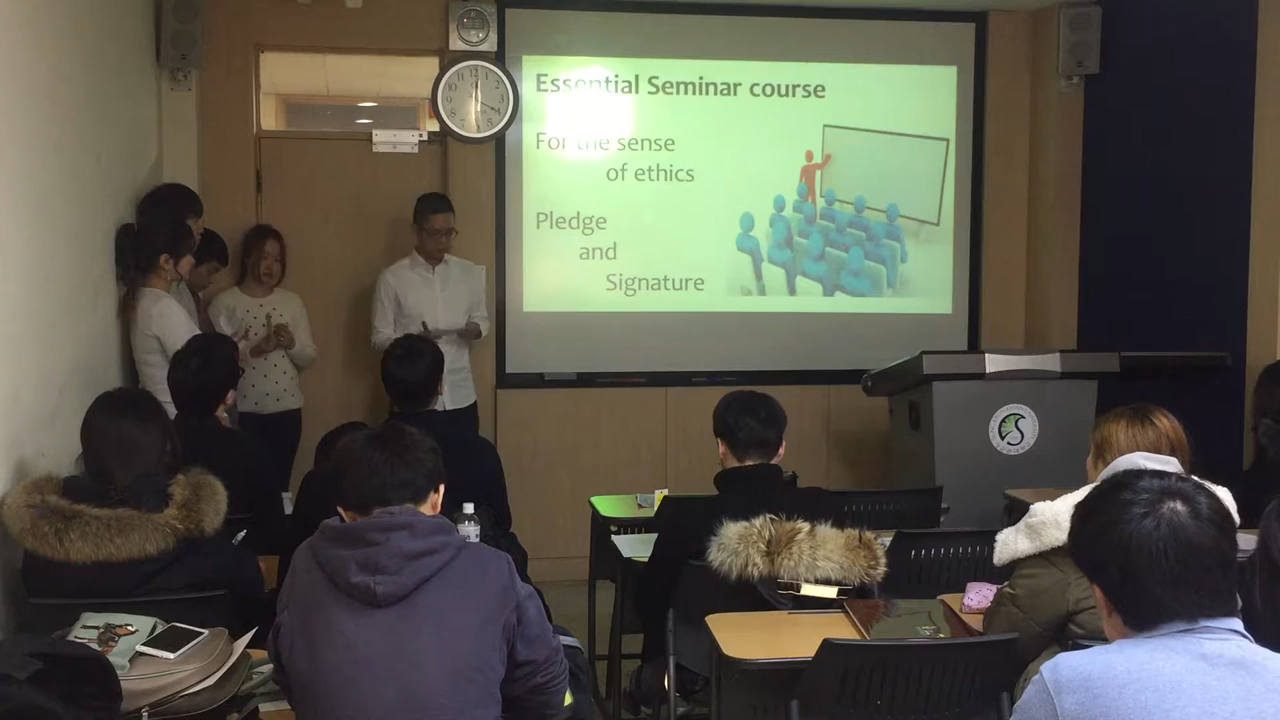 Essential Seminar course
For the sense
of ethics
Pledge
and
Signature